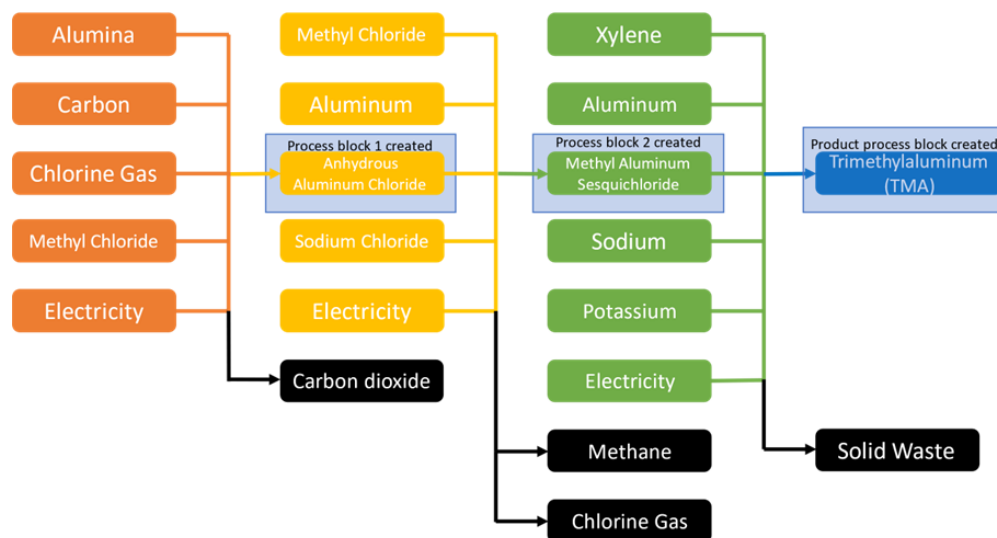 Alumina
Carbon
Chlorine Gas
Methyl Chloride
Electricity
Methyl Chloride
Aluminum
Process block 1 created
Anhydrous
Aluminum Chloride
Sodium Chloride
Electricity
Carbon dioxide
Xylene
Aluminum
Process block 2 created
Methyl Aluminum
Sesquichloride
Sodium
Potassium
Electricity
Methane
Chlorine Gas
Product process block created
Trimethylaluminum
(TMA)
Solid Waste